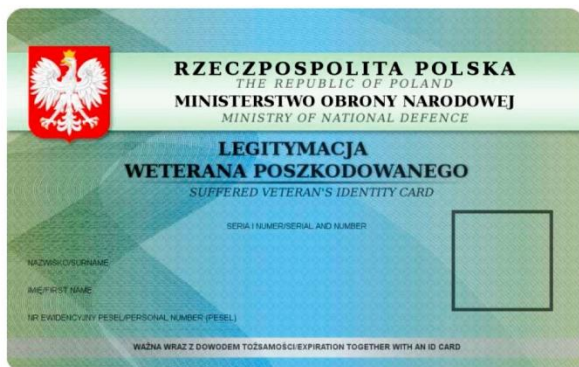 RZECZPOSPOLITA POLSKA
THE REPUBLIC OF POLAND
MINISTERSTWO OBRONY NARODOWEJ
MINISTRY OF NATIONAL DEFENCE
LEGITYMACJA
WETERANA POSZKODOWANEGO
SUFFERED VETERAN'S IDENTITY CARD
SERIA I NUMER/SERIAL AND NUMBER
NAZWISKO/SURNAME
IMIĘ/FIRST NAME
NR EWIDENCYJNY PESEL/PERSONAL NUMBER (PESEL)
WAŻNA WRAZ Z DOWODEM TOŻSAMOŚCI/EXPIRATION TOGETHER WITH AN ID CARD